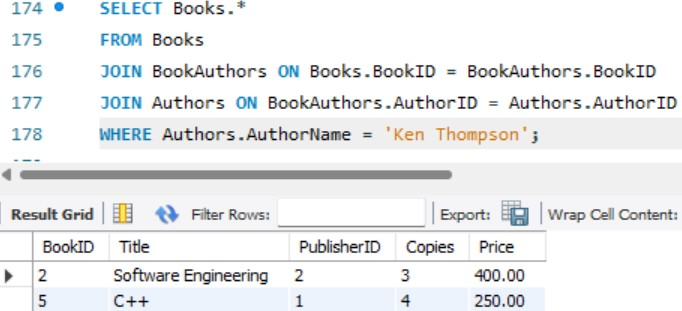 174 SELECT Books.*
175 FROM Books
176 JOIN BookAuthors ON Books.BookID = BookAuthors.BookID
177 JOIN Authors ON BookAuthors.AuthorID = Authors.AuthorID
178 WHERE Authors.AuthorName = 'Ken Thompson';
Result Grid Filter Rows: Export: Wrap Cell Content:
BookID Title PublisherID Copies Price
2 Software Engineering 2 3 400.00
5 C++ 1 4 250.00